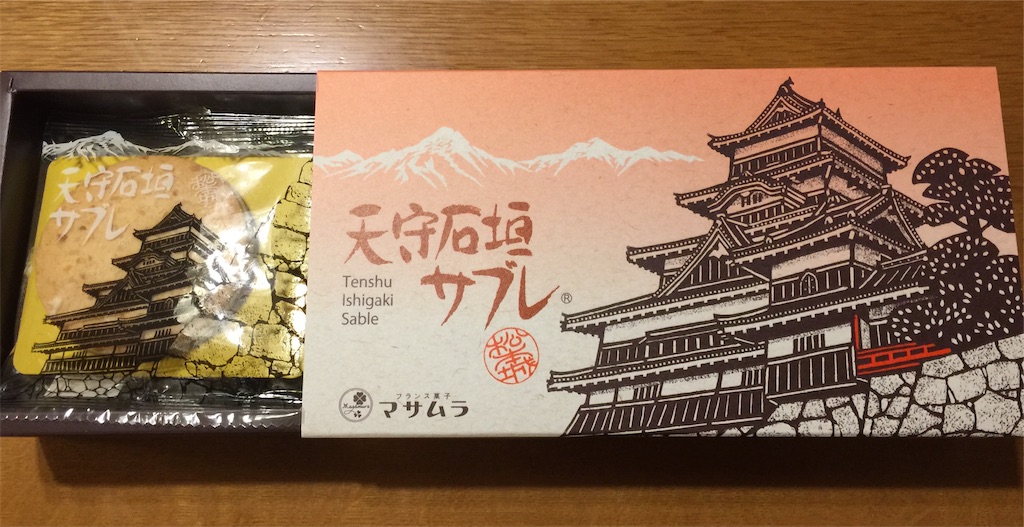 天守石垣
サブレ
天守石垣
サブレ
®
Tenshu
Ishigaki
Sable
フランス菓子
マサムラ